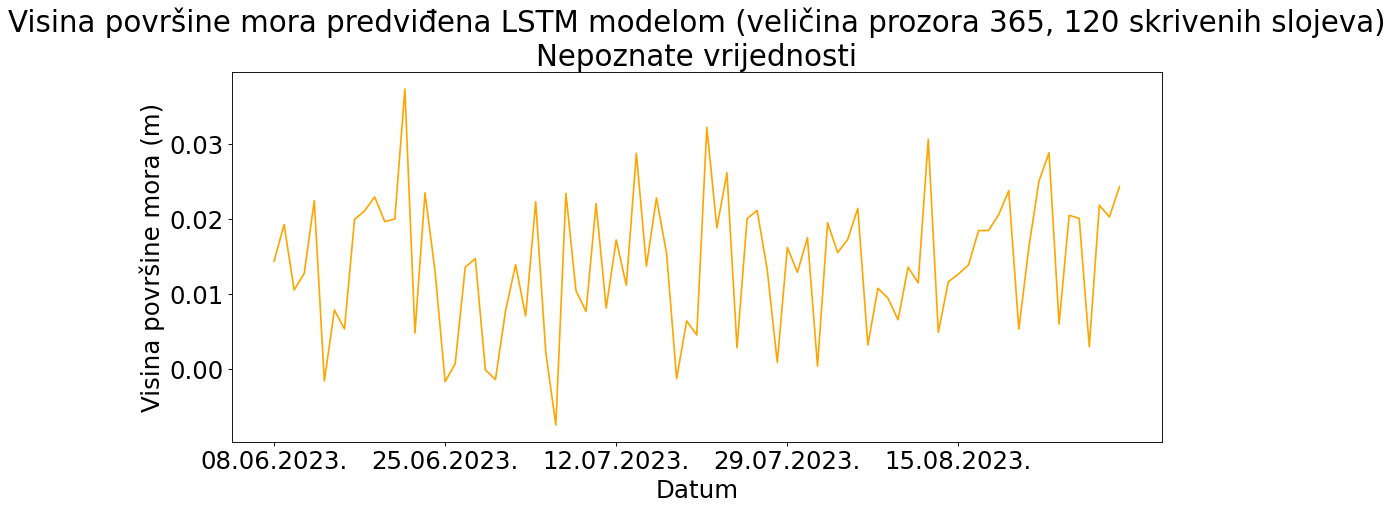 Visina površine mora predviđena LSTM modelom (veličina prozora 365, 120 skrivenih slojeva)
Nepoznate vrijednosti
Visina površine mora (m)
0.03
0.02
0.01
0.00
08.06.2023. 25.06.2023. 12.07.2023. 29.07.2023. 15.08.2023.
Datum